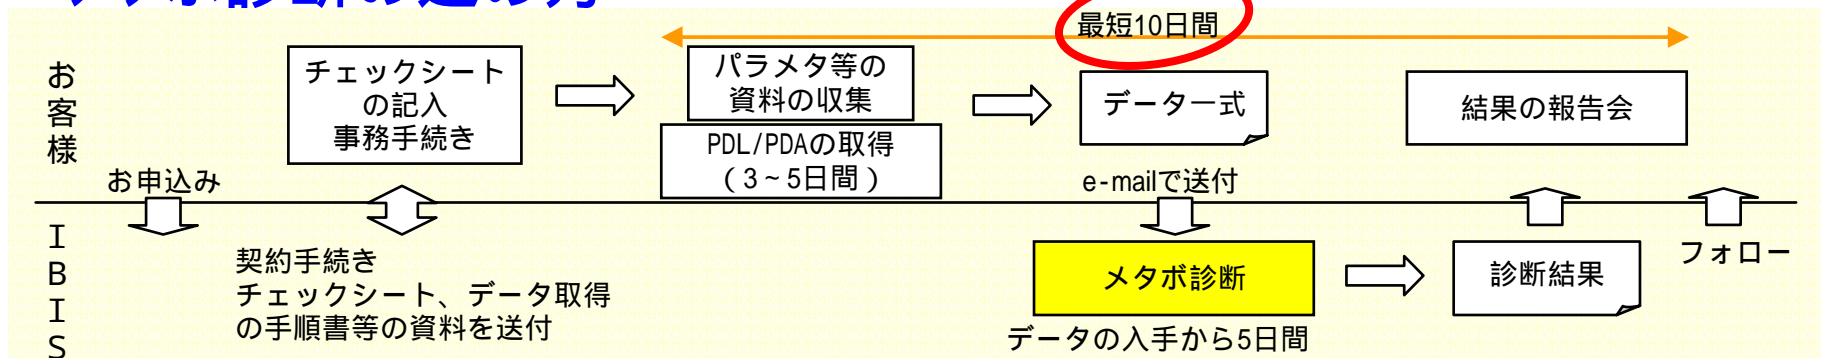 最短10日間
お客様
チェックシート
の記入
事務手続き
パラメタ等の
資料の収集
PDL/PDAの取得
(3~5日間)
データ一式
結果の報告会
お申込み
e-mailで送付
IBIS
契約手続き
チェックシート、データ取得
の手順書等の資料を送付
メタボ診断
データの入手から5日間
診断結果
フォロー